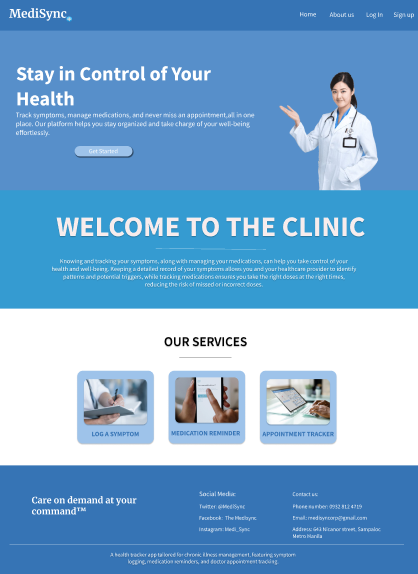 MediSync
Home About us Log In Sign up
Stay in Control of Your
Health
Track symptoms, manage medications, and never miss an appointment,all in one
place. Our platform helps you stay organized and take charge of your well-being
effortlessly.
Get Started
WELCOME TO THE CLINIC
Knowing and tracking your symptoms, along with managing your medications, can help you take control of your
health and well-being. Keeping a detailed record of your symptoms allows you and your healthcare provider to identify
patterns and potential triggers, while tracking medications ensures you take the right doses at the right times,
reducing the risk of missed or incorrect doses.
OUR SERVICES
LOG A SYMPTOM
MEDICATION REMINDER
APPOINTMENT TRACKER
Care on demand at your
command™
Social Media:
Twitter: @MediSync
Facebook: The Medisync
Instagram: Medi_Sync
Contact us:
Phone number: 0932 812 4719
Email: medisynccorp@gmail.com
Address: 643 Nicanor street, Sampaloc
Metro Manila
A health tracker app tailored for chronic illness management, featuring symptom
logging, medication reminders, and doctor appointment tracking.